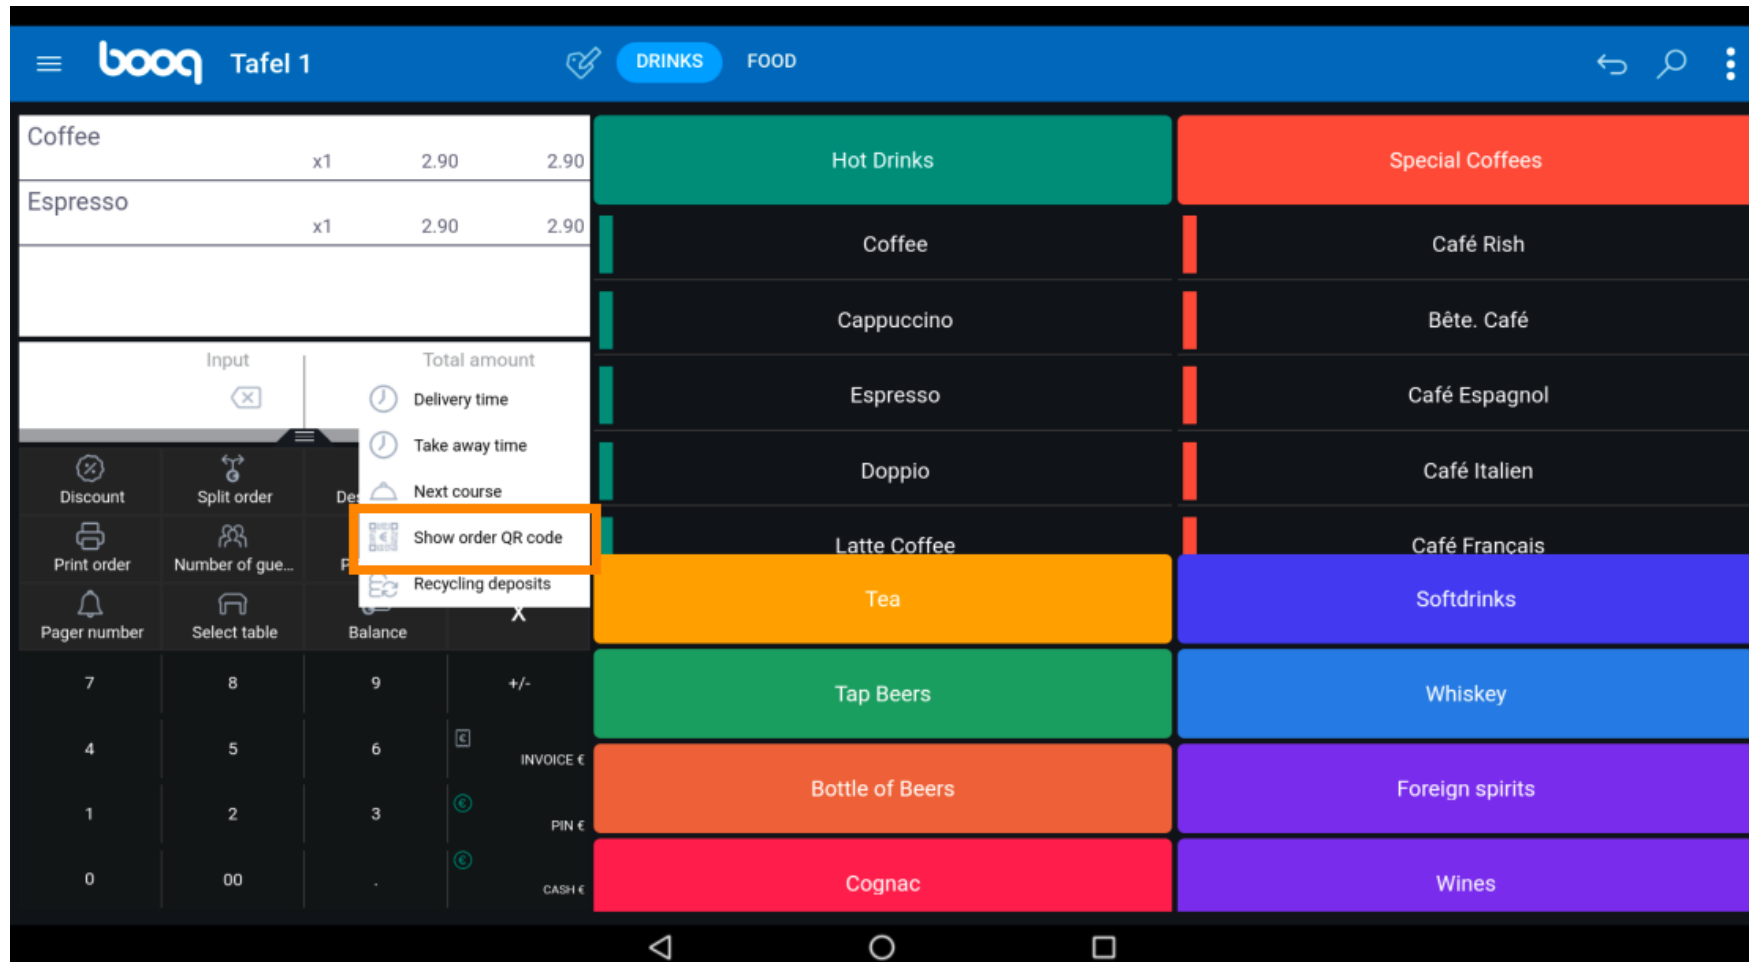 booq Tafel 1 DRINKS FOOD
Coffee
x1 2.90 2.90
Espresso
x1 2.90 2.90
Input Total amount
Delivery time
Take away time
Next course
Show order QR code
Recycling deposits
Discount Split order
Print order Number of gue...
Pager number Select table Balance X
7 8 9 +/-
4 5 6 INVOICE €
1 2 3 PIN €
0 00 . CASH €
Hot Drinks Special Coffees
Coffee Café Rish
Cappuccino Bête. Café
Espresso Café Espagnol
Doppio Café Italien
Latte Coffee Café Français
Tea Softdrinks
Tap Beers Whiskey
Bottle of Beers Foreign spirits
Cognac Wines